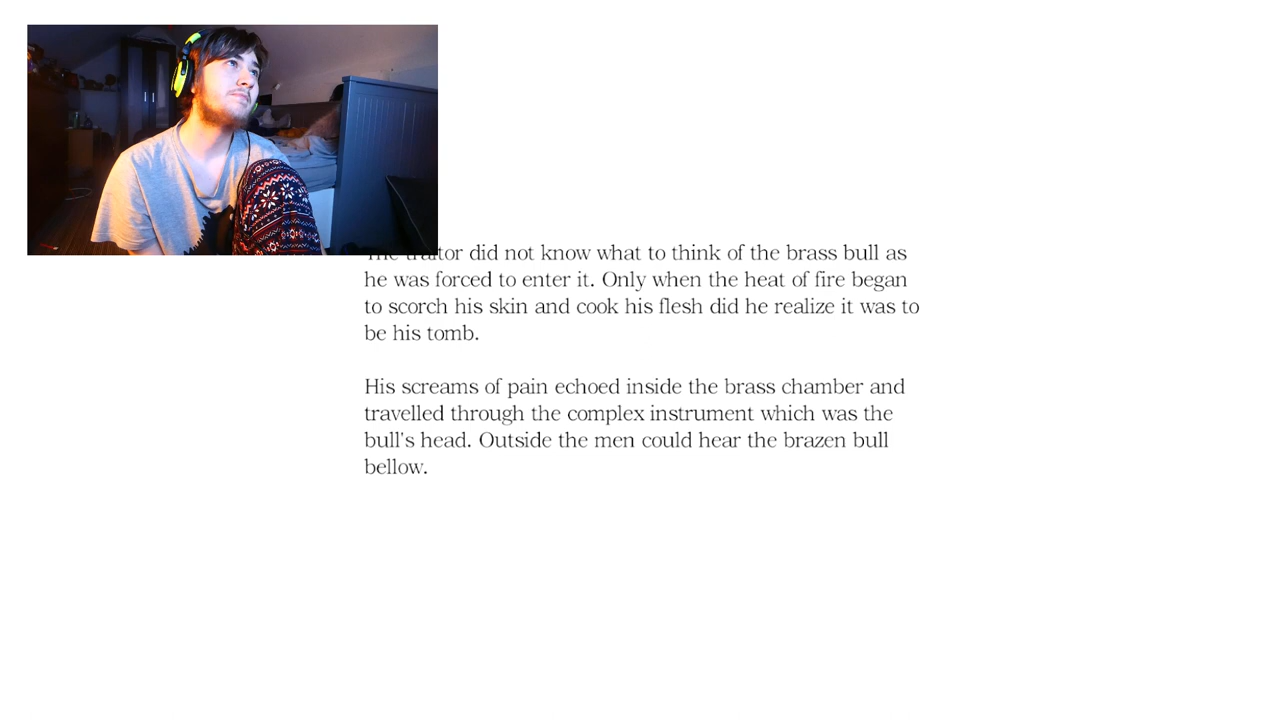 The traitor did not know what to think of the brass bull as
he was forced to enter it. Only when the heat of fire began
to scorch his skin and cook his flesh did he realize it was to
be his tomb.
His screams of pain echoed inside the brass chamber and
travelled through the complex instrument which was the
bull's head. Outside the men could hear the brazen bull
bellow.